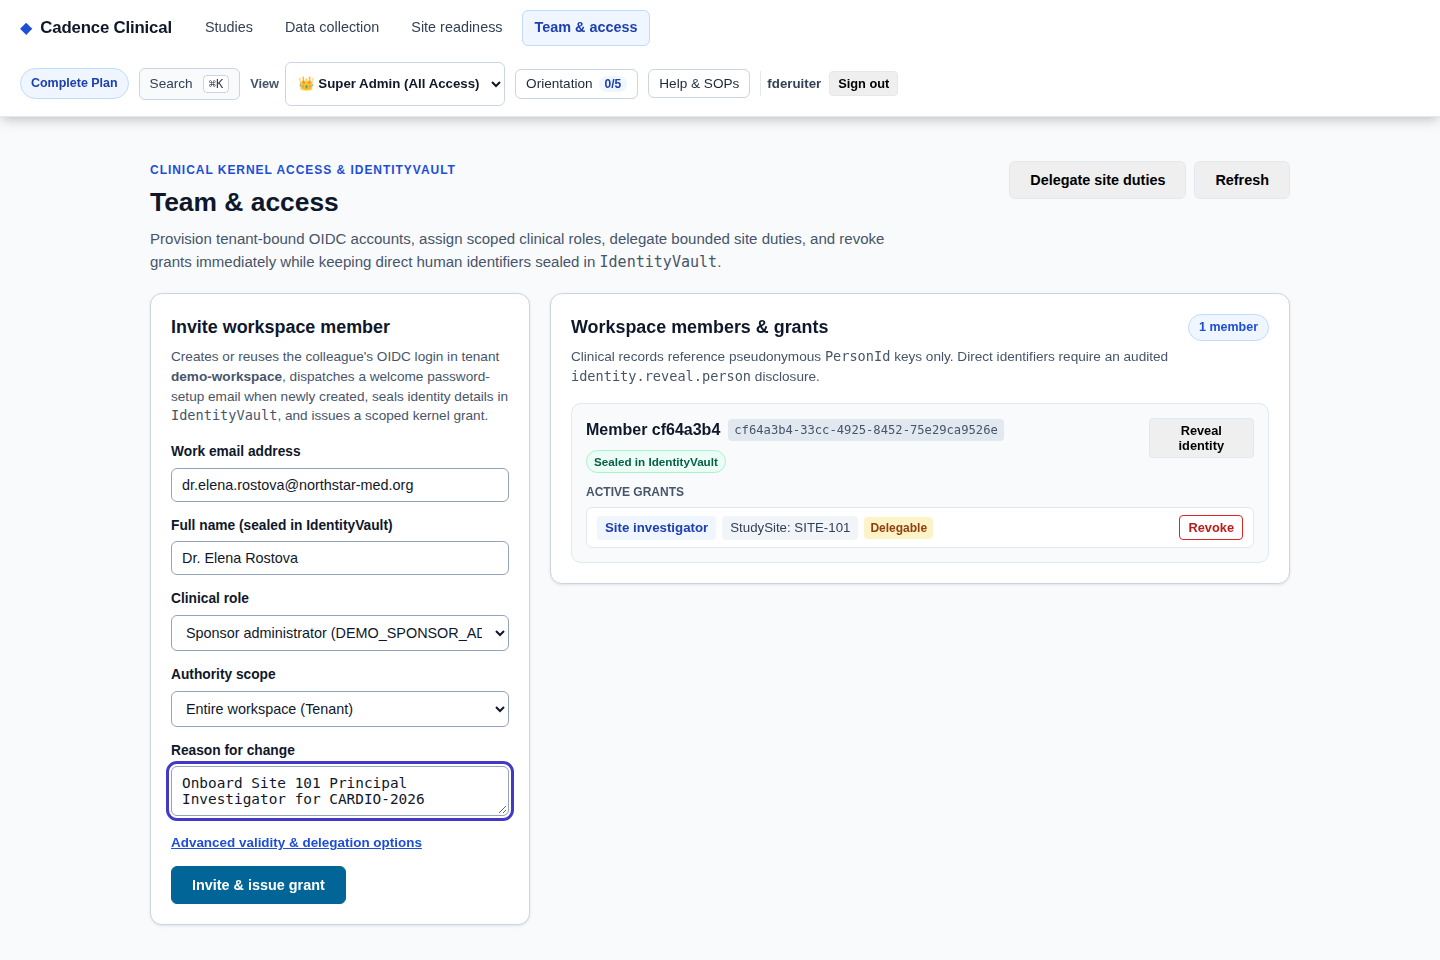 ◆ Cadence Clinical Studies Data collection Site readiness Team & access
Complete Plan Search ⌘K View 👑 Super Admin (All Access) Orientation 0/5 Help & SOPs fderuiter Sign out
CLINICAL KERNEL ACCESS & IDENTITYVAULT
Team & access
Delegate site duties Refresh
Provision tenant-bound OIDC accounts, assign scoped clinical roles, delegate bounded site duties, and revoke
grants immediately while keeping direct human identifiers sealed in IdentityVault.
Invite workspace member
Creates or reuses the colleague's OIDC login in tenant
demo-workspace, dispatches a welcome password-
setup email when newly created, seals identity details in
IdentityVault, and issues a scoped kernel grant.
Work email address
dr.elena.rostova@northstar-med.org
Full name (sealed in IdentityVault)
Dr. Elena Rostova
Clinical role
Sponsor administrator (DEMO_SPONSOR_AD
Authority scope
Entire workspace (Tenant)
Reason for change
Onboard Site 101 Principal
Investigator for CARDIO-2026
Advanced validity & delegation options
Invite & issue grant
Workspace members & grants
1 member
Clinical records reference pseudonymous PersonId keys only. Direct identifiers require an audited
identity.reveal.person disclosure.
Member cf64a3b4 cf64a3b4-33cc-4925-8452-75e29ca9526e
Reveal
identity
Sealed in IdentityVault
ACTIVE GRANTS
Site investigator StudySite: SITE-101 Delegable Revoke